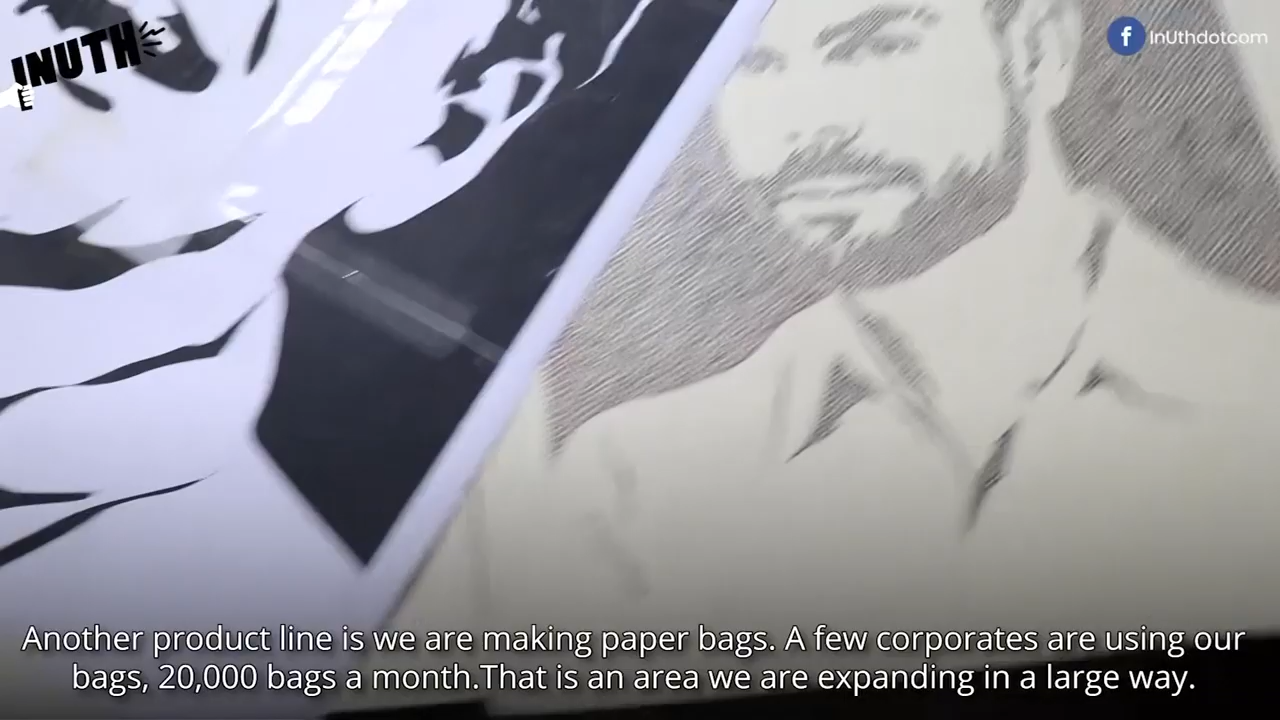 INUTH
f InUthdotcom
Another product line is we are making paper bags. A few corporates are using our
bags, 20,000 bags a month.That is an area we are expanding in a large way.